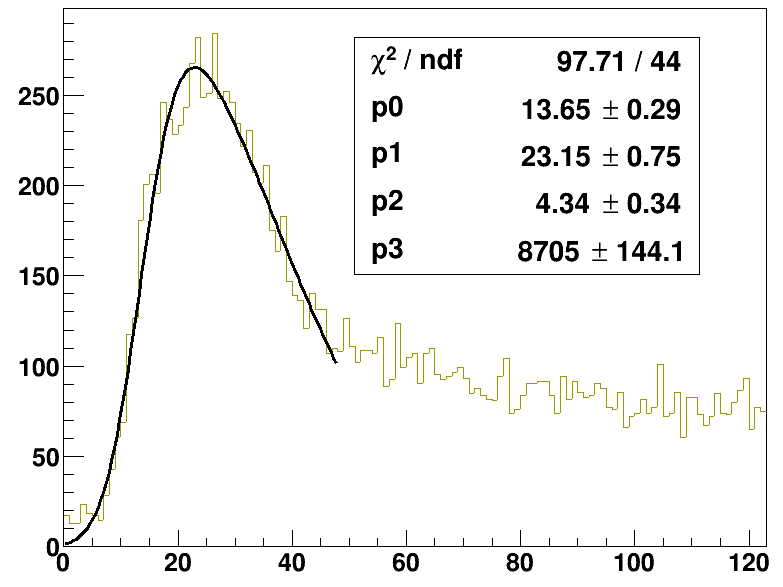 250
200
150
100
50
0
χ² / ndf 97.71 / 44
p0 13.65 ± 0.29
p1 23.15 ± 0.75
p2 4.34 ± 0.34
p3 8705 ± 144.1
0 20 40 60 80 100 120